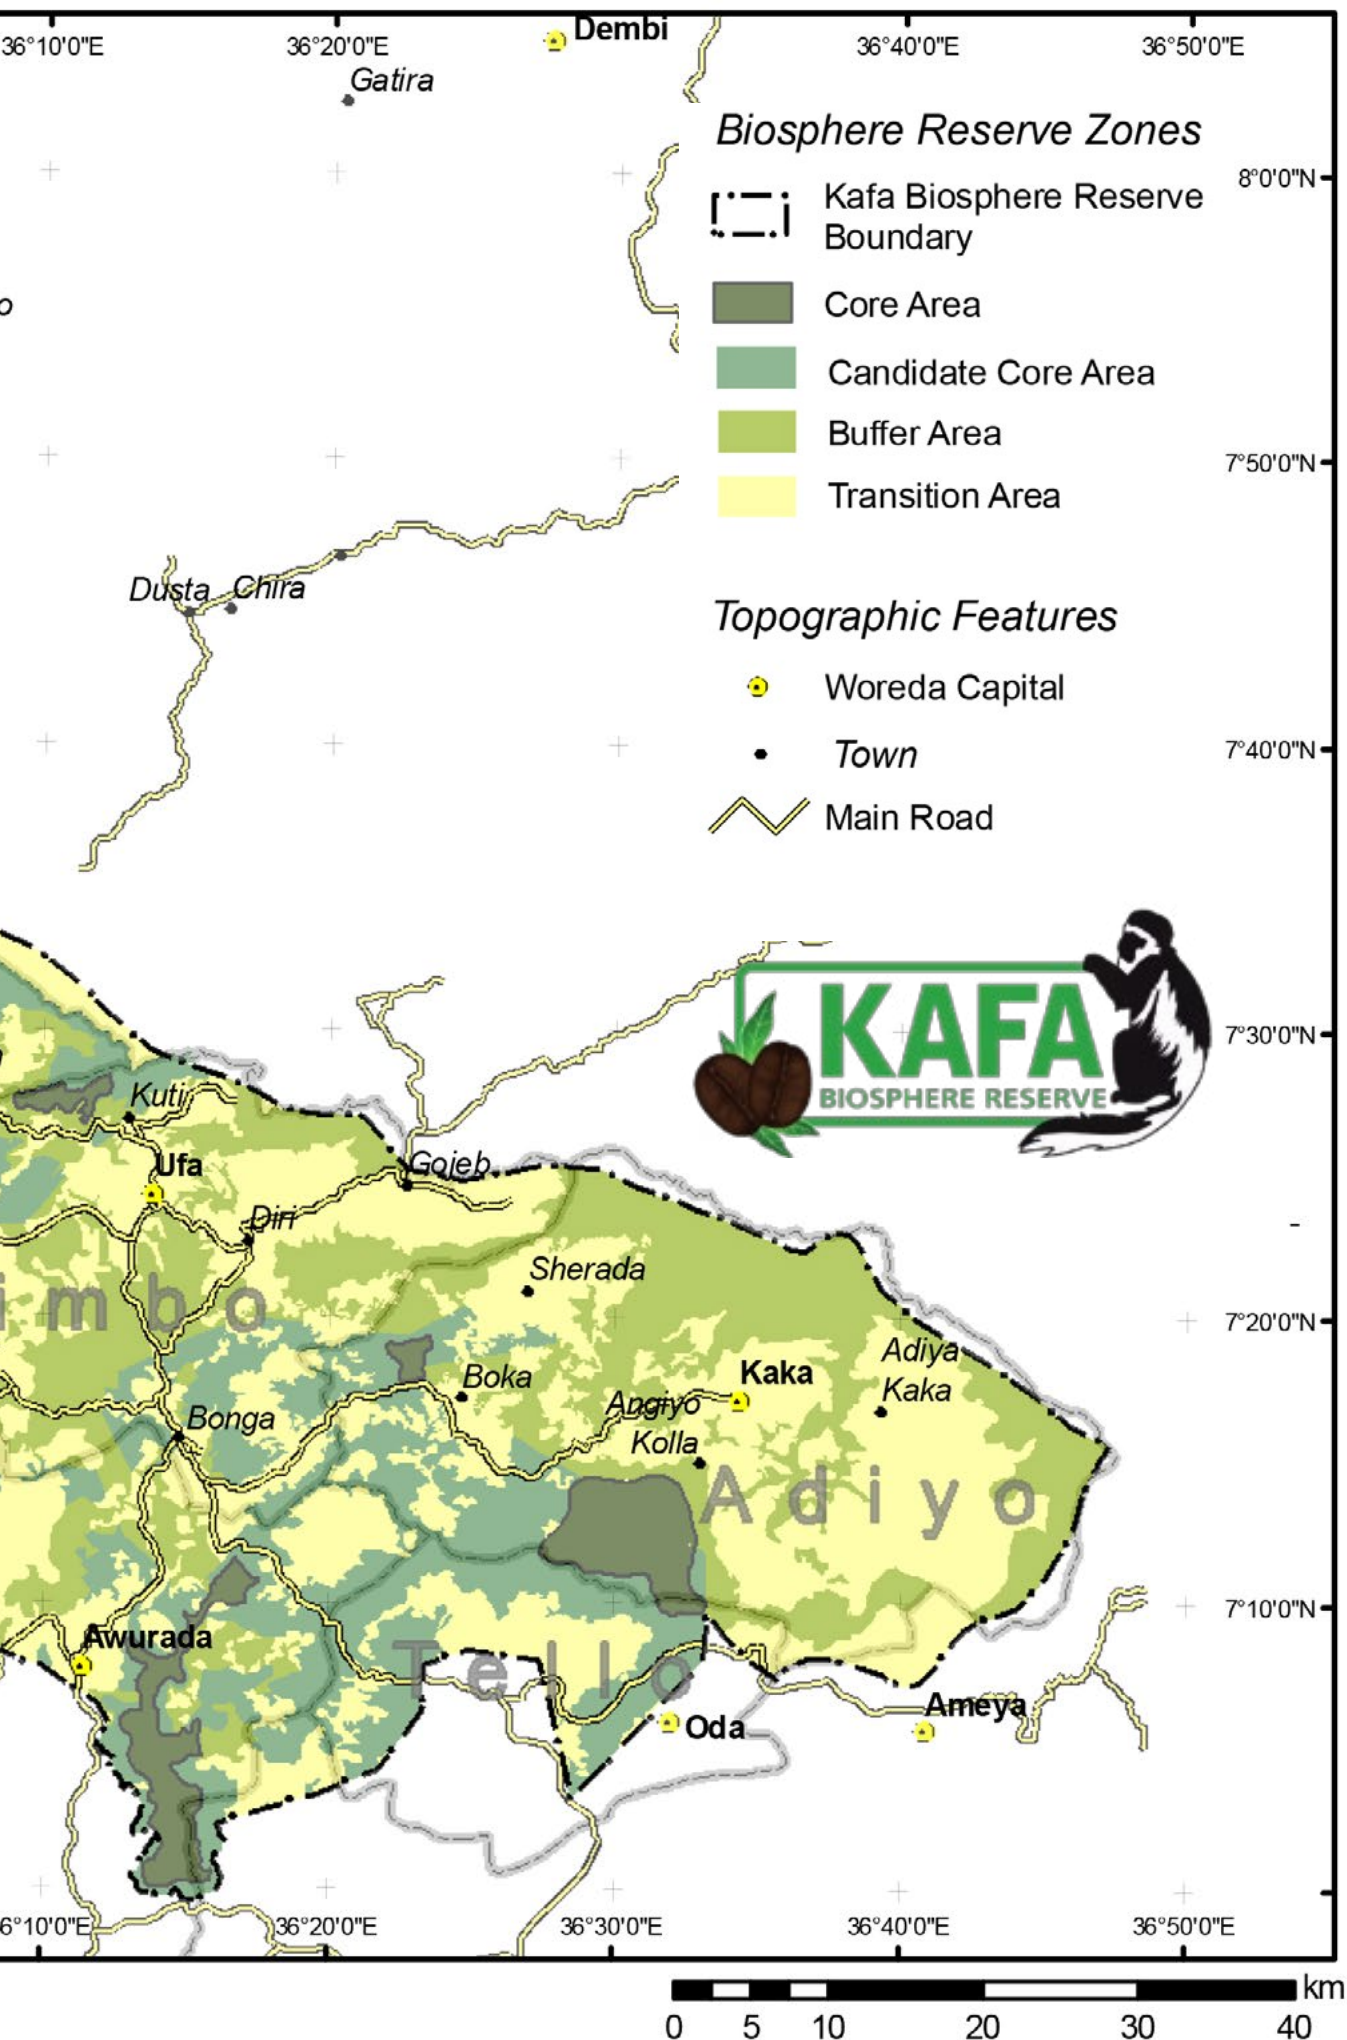 Dembi
36°10'0"E
36°20'0"E
36°40'0"E
36°50'0"E
Gatira
Biosphere Reserve Zones
8°0'0"N
Kafa Biosphere Reserve
Boundary
o
Core Area
Candidate Core Area
Buffer Area
7°50'0"N
Transition Area
Dusta
Chira
Topographic Features
Woreda Capital
7°40'0"N
Town
Main Road
KAFA
BIOSPHERE RESERVE
7°30'0"N
Kuti
Ufa
Gojeb
Diri
Sherada
imbo
7°20'0"N
Adiya
Kaka
Kaka
Boka
Angiyo
Kolla
Bonga
Adiyo
7°10'0"N
Awurada
Tello
Ameya
Oda
6°10'0"E
36°20'0"E
36°30'0"E
36°40'0"E
36°50'0"E
km
0 5 10 20 30 40